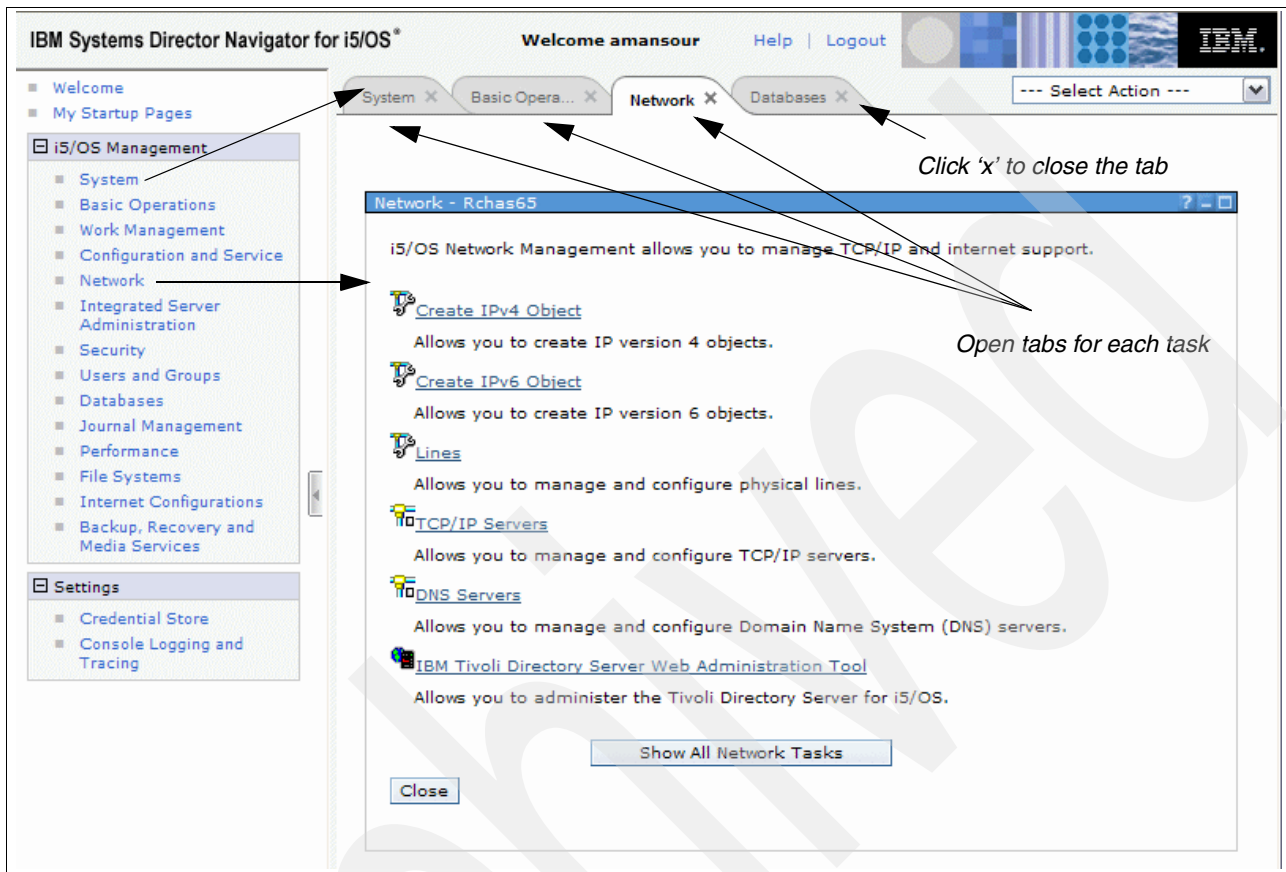 IBM Systems Director Navigator for i5/OS®
Welcome amansour
Help | Logout
IBM.
Welcome
My Startup Pages
i5/OS Management
System
Basic Operations
Work Management
Configuration and Service
Network
Integrated Server
Administration
Security
Users and Groups
Databases
Journal Management
Performance
File Systems
Internet Configurations
Backup, Recovery and
Media Services
Settings
Credential Store
Console Logging and
Tracing
System X
Basic Opera... X
Network X
Databases X
--- Select Action ---
Click ‘x’ to close the tab
Network - Rchas65
i5/OS Network Management allows you to manage TCP/IP and internet support.
Create IPv4 Object
Allows you to create IP version 4 objects.
Open tabs for each task
Create IPv6 Object
Allows you to create IP version 6 objects.
Lines
Allows you to manage and configure physical lines.
TCP/IP Servers
Allows you to manage and configure TCP/IP servers.
DNS Servers
Allows you to manage and configure Domain Name System (DNS) servers.
IBM Tivoli Directory Server Web Administration Tool
Allows you to administer the Tivoli Directory Server for i5/OS.
Show All Network Tasks
Close